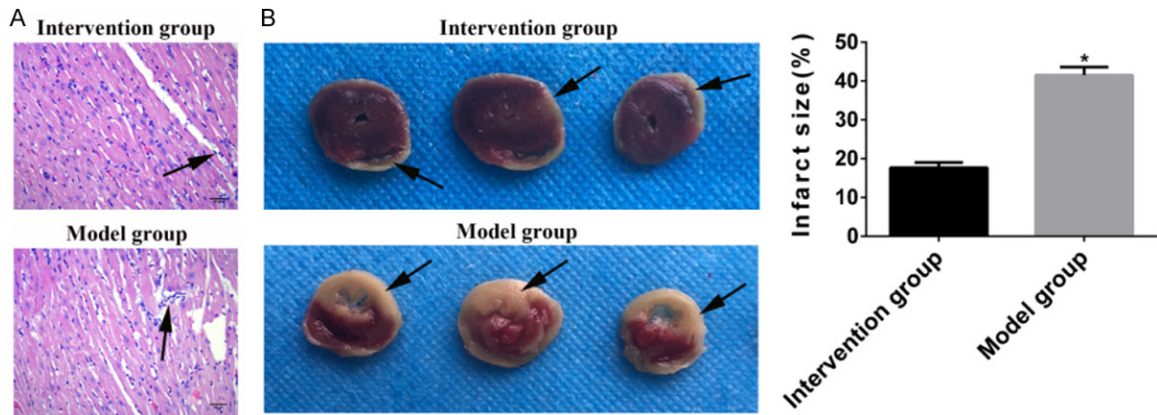 A
Intervention group
Model group
B
Intervention group
Model group
Infarct size(%)
50
40
30
20
10
0
*
Intervention group
Model group